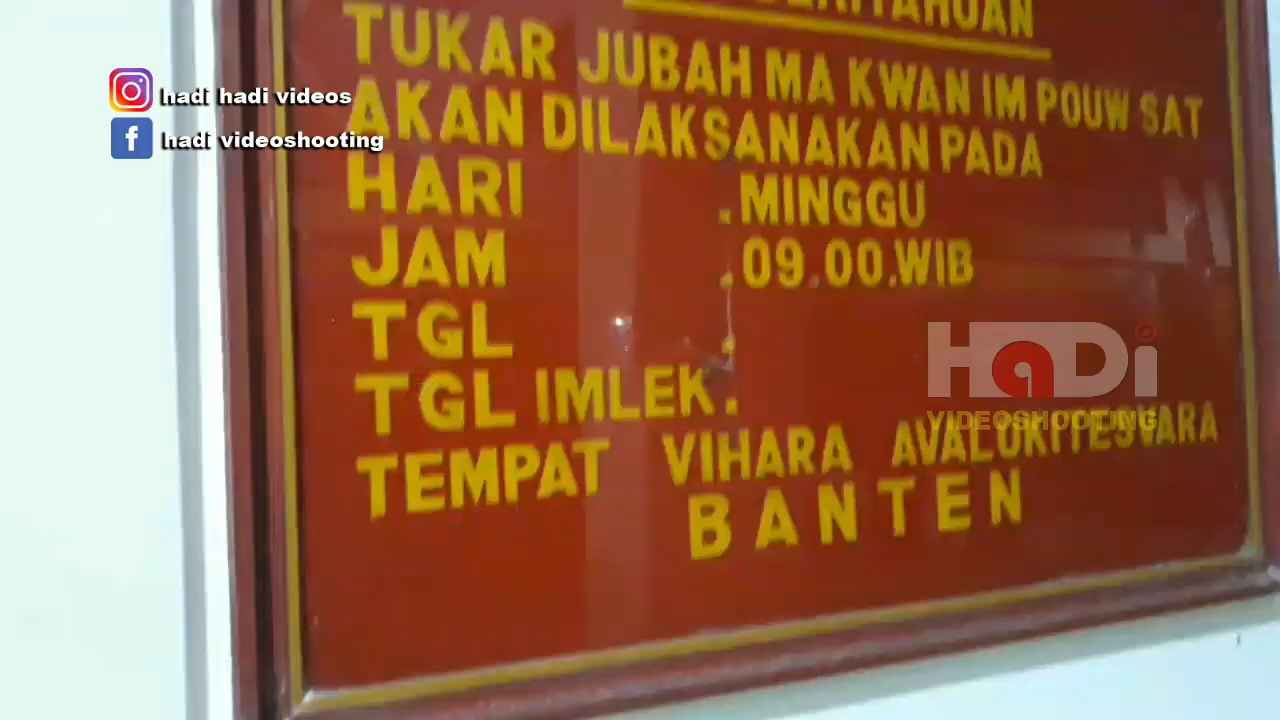 TUKAR JUBAH MA KWAN IM POUW SAT
AKAN DILAKSANAKAN PADA
HARI . MINGGU
JAM . 09.00.WIB
TGL .
TGL IMLEK .
TEMPAT VIHARA AVALOKITESVARA
BANTEN
hadi hadi videos
hadi videoshooting
HaDi
VIDEOSHOOTING